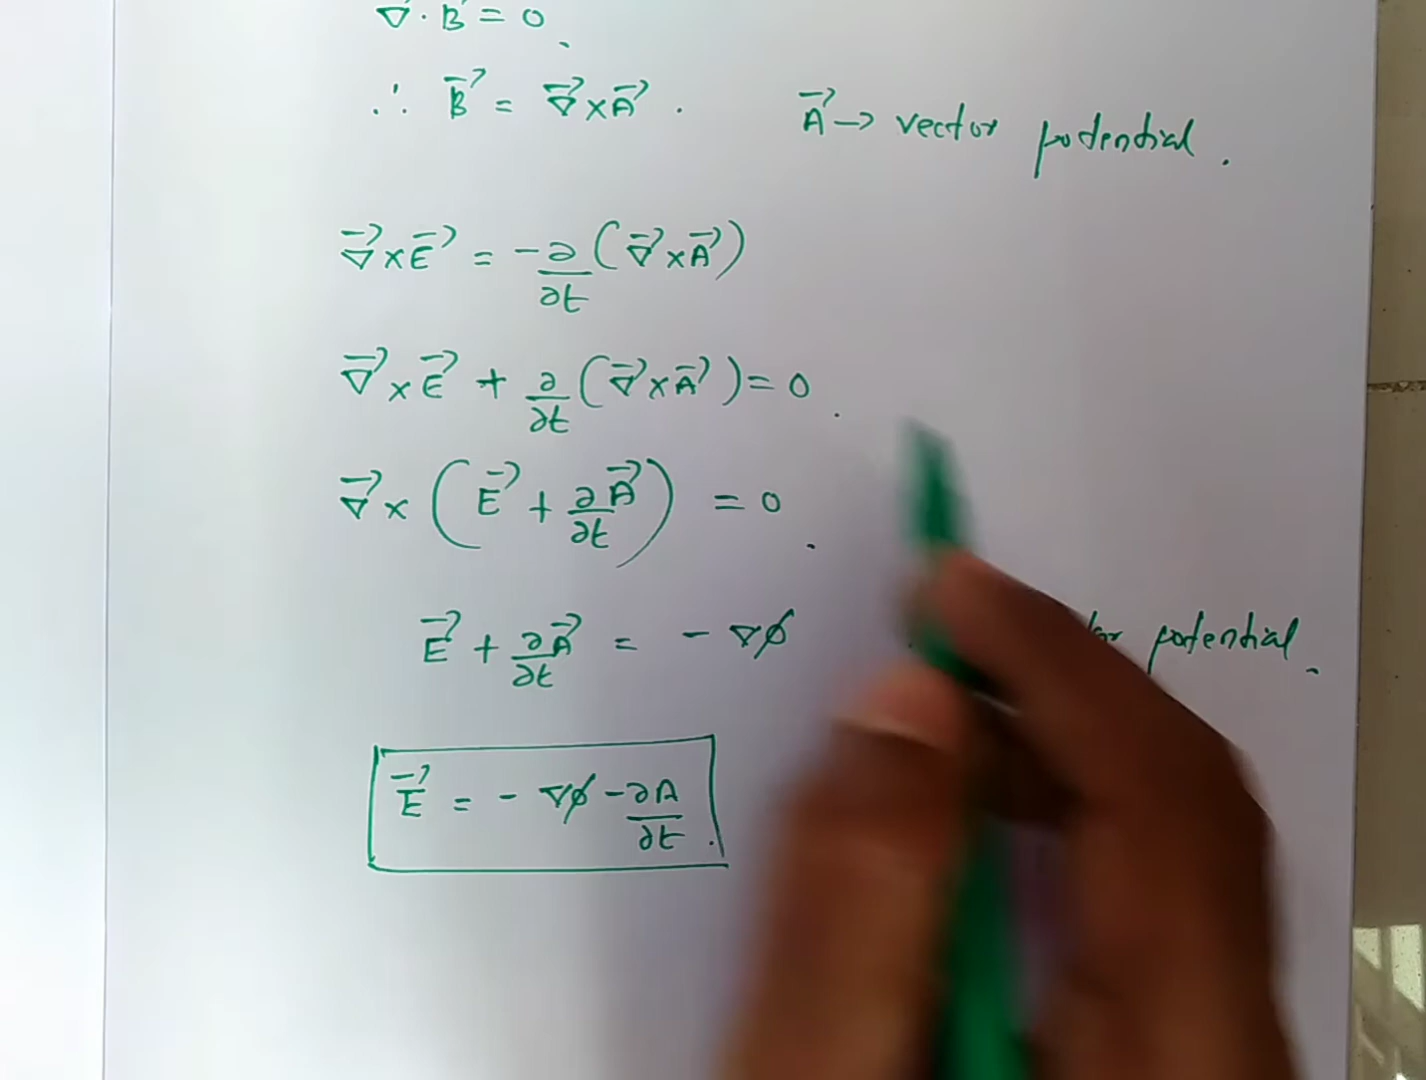 ∇ · B = 0
∴ B⃗ = ∇⃗ × A⃗ . A⃗ → vector potential .
∇⃗ × E⃗ = - ∂/∂t ( ∇⃗ × A⃗ )
∇⃗ × E⃗ + ∂/∂t ( ∇⃗ × A⃗ ) = 0 .
∇⃗ × ( E⃗ + ∂A⃗/∂t ) = 0 .
E⃗ + ∂A⃗/∂t = - ∇ϕ potential .
E⃗ = - ∇ϕ - ∂A/∂t .